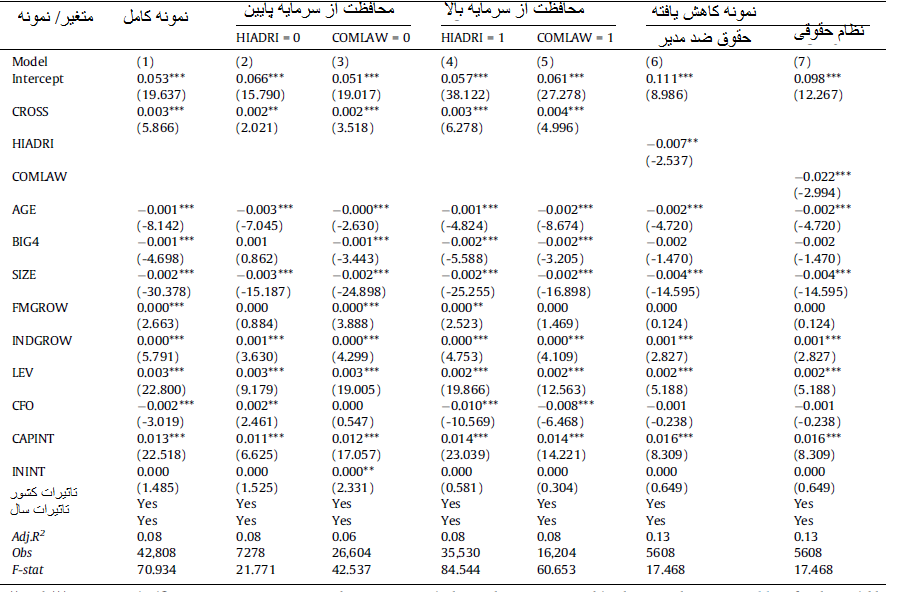 متغیر/ نمونه نمونه کامل محافظت از سرمایه پایین محافظت از سرمایه بالا نمونه کاهش یافته
HIADRI = 0 COMLAW = 0 HIADRI = 1 COMLAW = 1 حقوق ضد مدیر نظام حقوقی
Model (1) (2) (3) (4) (5) (6) (7)
Intercept 0.053*** 0.066*** 0.051*** 0.057*** 0.061*** 0.111*** 0.098***
(19.637) (15.790) (19.017) (38.122) (27.278) (8.986) (12.267)
CROSS 0.003*** 0.002** 0.002*** 0.003*** 0.004***
(5.866) (2.021) (3.518) (6.278) (4.996)
HIADRI −0.007**
(-2.537)
COMLAW −0.022***
(-2.994)
AGE −0.001*** −0.003*** −0.000*** −0.001*** −0.002*** −0.002*** −0.002***
(-8.142) (-7.045) (-2.630) (-4.824) (-8.674) (-4.720) (-4.720)
BIG4 −0.001*** 0.001 −0.001*** −0.002*** −0.002*** −0.002 −0.002
(-4.698) (0.862) (-3.443) (-5.588) (-3.205) (-1.470) (-1.470)
SIZE −0.002*** −0.003*** −0.002*** −0.002*** −0.002*** −0.004*** −0.004***
(-30.378) (-15.187) (-24.898) (-25.255) (-16.898) (-14.595) (-14.595)
FMGROW 0.000*** 0.000 0.000*** 0.000** 0.000 0.000 0.000
(2.663) (0.884) (3.888) (2.523) (1.469) (0.124) (0.124)
INDGROW 0.000*** 0.001*** 0.000*** 0.000*** 0.000*** 0.001*** 0.001***
(5.791) (3.630) (4.299) (4.753) (4.109) (2.827) (2.827)
LEV 0.003*** 0.003*** 0.003*** 0.002*** 0.002*** 0.002*** 0.002***
(22.800) (9.179) (19.005) (19.866) (12.563) (5.188) (5.188)
CFO −0.002*** 0.002** 0.000 −0.010*** −0.008*** −0.001 −0.001
(-3.019) (2.461) (0.547) (-10.569) (-6.468) (-0.238) (-0.238)
CAPINT 0.013*** 0.011*** 0.012*** 0.014*** 0.014*** 0.016*** 0.016***
(22.518) (6.625) (17.057) (23.039) (14.221) (8.309) (8.309)
ININT 0.000 0.000 0.000** 0.000 0.000 0.000 0.000
(1.485) (1.525) (2.331) (0.581) (0.304) (0.649) (0.649)
تاثیرات کشور Yes Yes Yes Yes Yes Yes Yes
تاثیرات سال Yes Yes Yes Yes Yes Yes Yes
Adj.R² 0.08 0.08 0.06 0.08 0.08 0.13 0.13
Obs 42,808 7278 26,604 35,530 16,204 5608 5608
F-stat 70.934 21.771 42.537 84.544 60.653 17.468 17.468